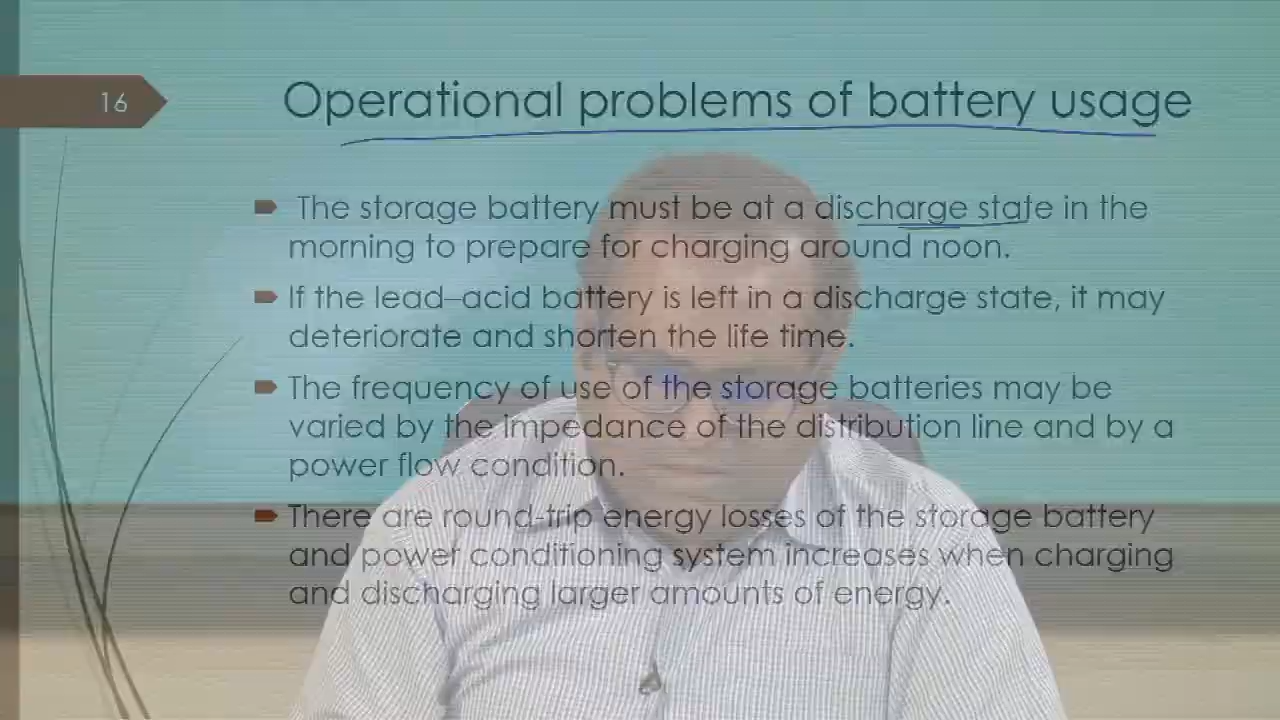 16
Operational problems of battery usage
The storage battery must be at a discharge state in the
morning to prepare for charging around noon.
If the lead–acid battery is left in a discharge state, it may
deteriorate and shorten the life time.
The frequency of use of the storage batteries may be
varied by the impedance of the distribution line and by a
power flow condition.
There are round-trip energy losses of the storage battery
and power conditioning system increases when charging
and discharging larger amounts of energy.